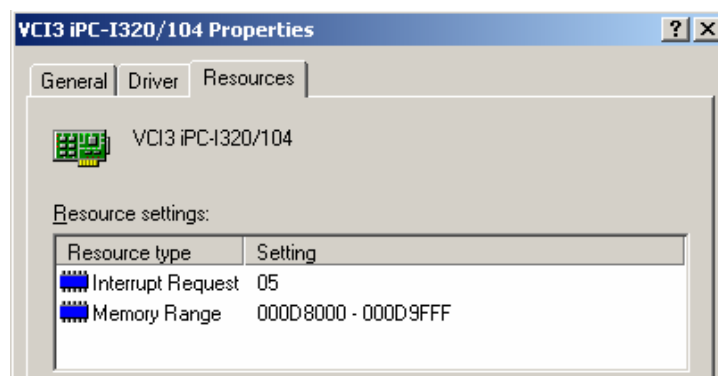 VCI3 iPC-I320/104 Properties
General Driver Resources
VCI3 iPC-I320/104
Resource settings:
Resource type Setting
Interrupt Request 05
Memory Range 000D8000 - 000D9FFF